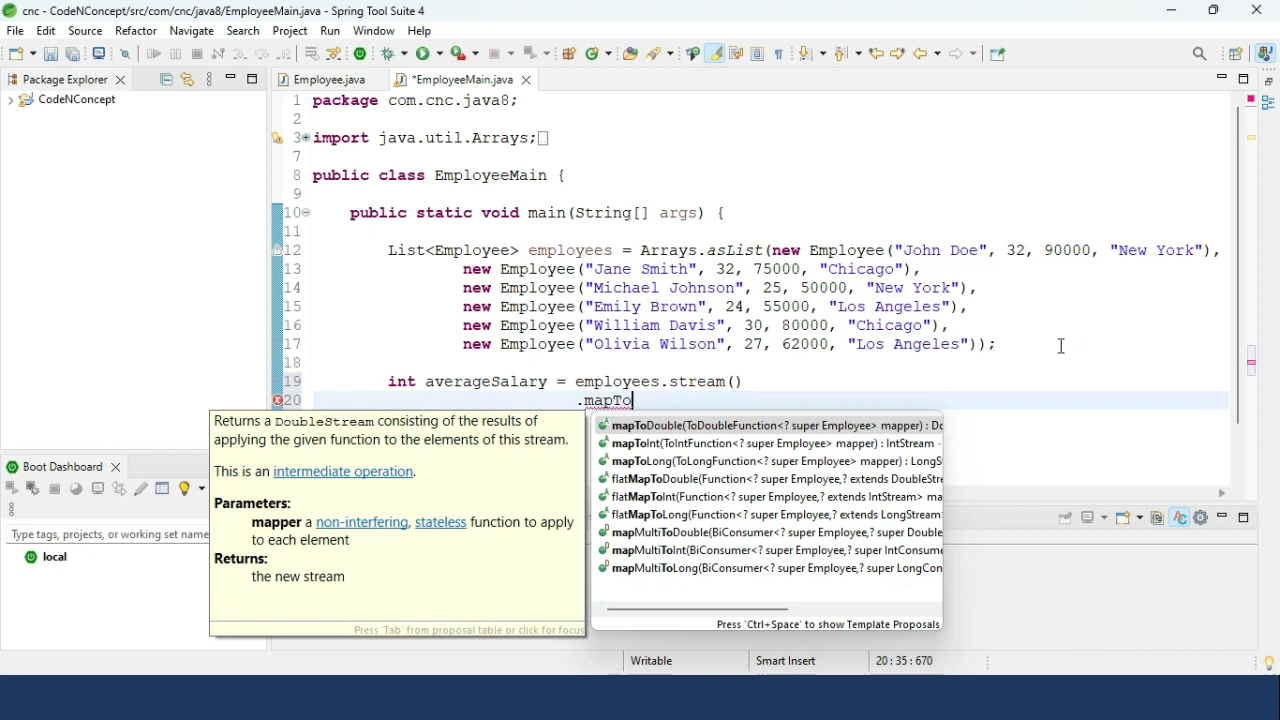 cnc - CodeNConcept/src/com/cnc/java8/EmployeeMain.java - Spring Tool Suite 4
File Edit Source Refactor Navigate Search Project Run Window Help
Package Explorer
CodeNConcept
Employee.java *EmployeeMain.java
1 package com.cnc.java8;
2
3 import java.util.Arrays;
7
8 public class EmployeeMain {
9
10 public static void main(String[] args) {
11
12 List<Employee> employees = Arrays.asList(new Employee("John Doe", 32, 90000, "New York"),
13 new Employee("Jane Smith", 32, 75000, "Chicago"),
14 new Employee("Michael Johnson", 25, 50000, "New York"),
15 new Employee("Emily Brown", 24, 55000, "Los Angeles"),
16 new Employee("William Davis", 30, 80000, "Chicago"),
17 new Employee("Olivia Wilson", 27, 62000, "Los Angeles"));
18
19 int averageSalary = employees.stream()
20 .mapTo
Returns a DoubleStream consisting of the results of
applying the given function to the elements of this stream.
This is an intermediate operation.
Parameters:
mapper a non-interfering, stateless function to apply
to each element
Returns:
the new stream
Press 'Tab' from proposal table or click for focus
mapToDouble(ToDoubleFunction<? super Employee> mapper) : Do
mapToInt(ToIntFunction<? super Employee> mapper) : IntStream -
mapToLong(ToLongFunction<? super Employee> mapper) : LongS
flatMapToDouble(Function<? super Employee,? extends DoubleStre
flatMapToInt(Function<? super Employee,? extends IntStream> ma
flatMapToLong(Function<? super Employee,? extends LongStream>
mapMultiToDouble(BiConsumer<? super Employee,? super Double
mapMultiToInt(BiConsumer<? super Employee,? super IntConsume
mapMultiToLong(BiConsumer<? super Employee,? super LongCon
Press 'Ctrl+Space' to show Template Proposals
Boot Dashboard
Type tags, projects, or working set name
local
Writable Smart Insert 20 : 35 : 670